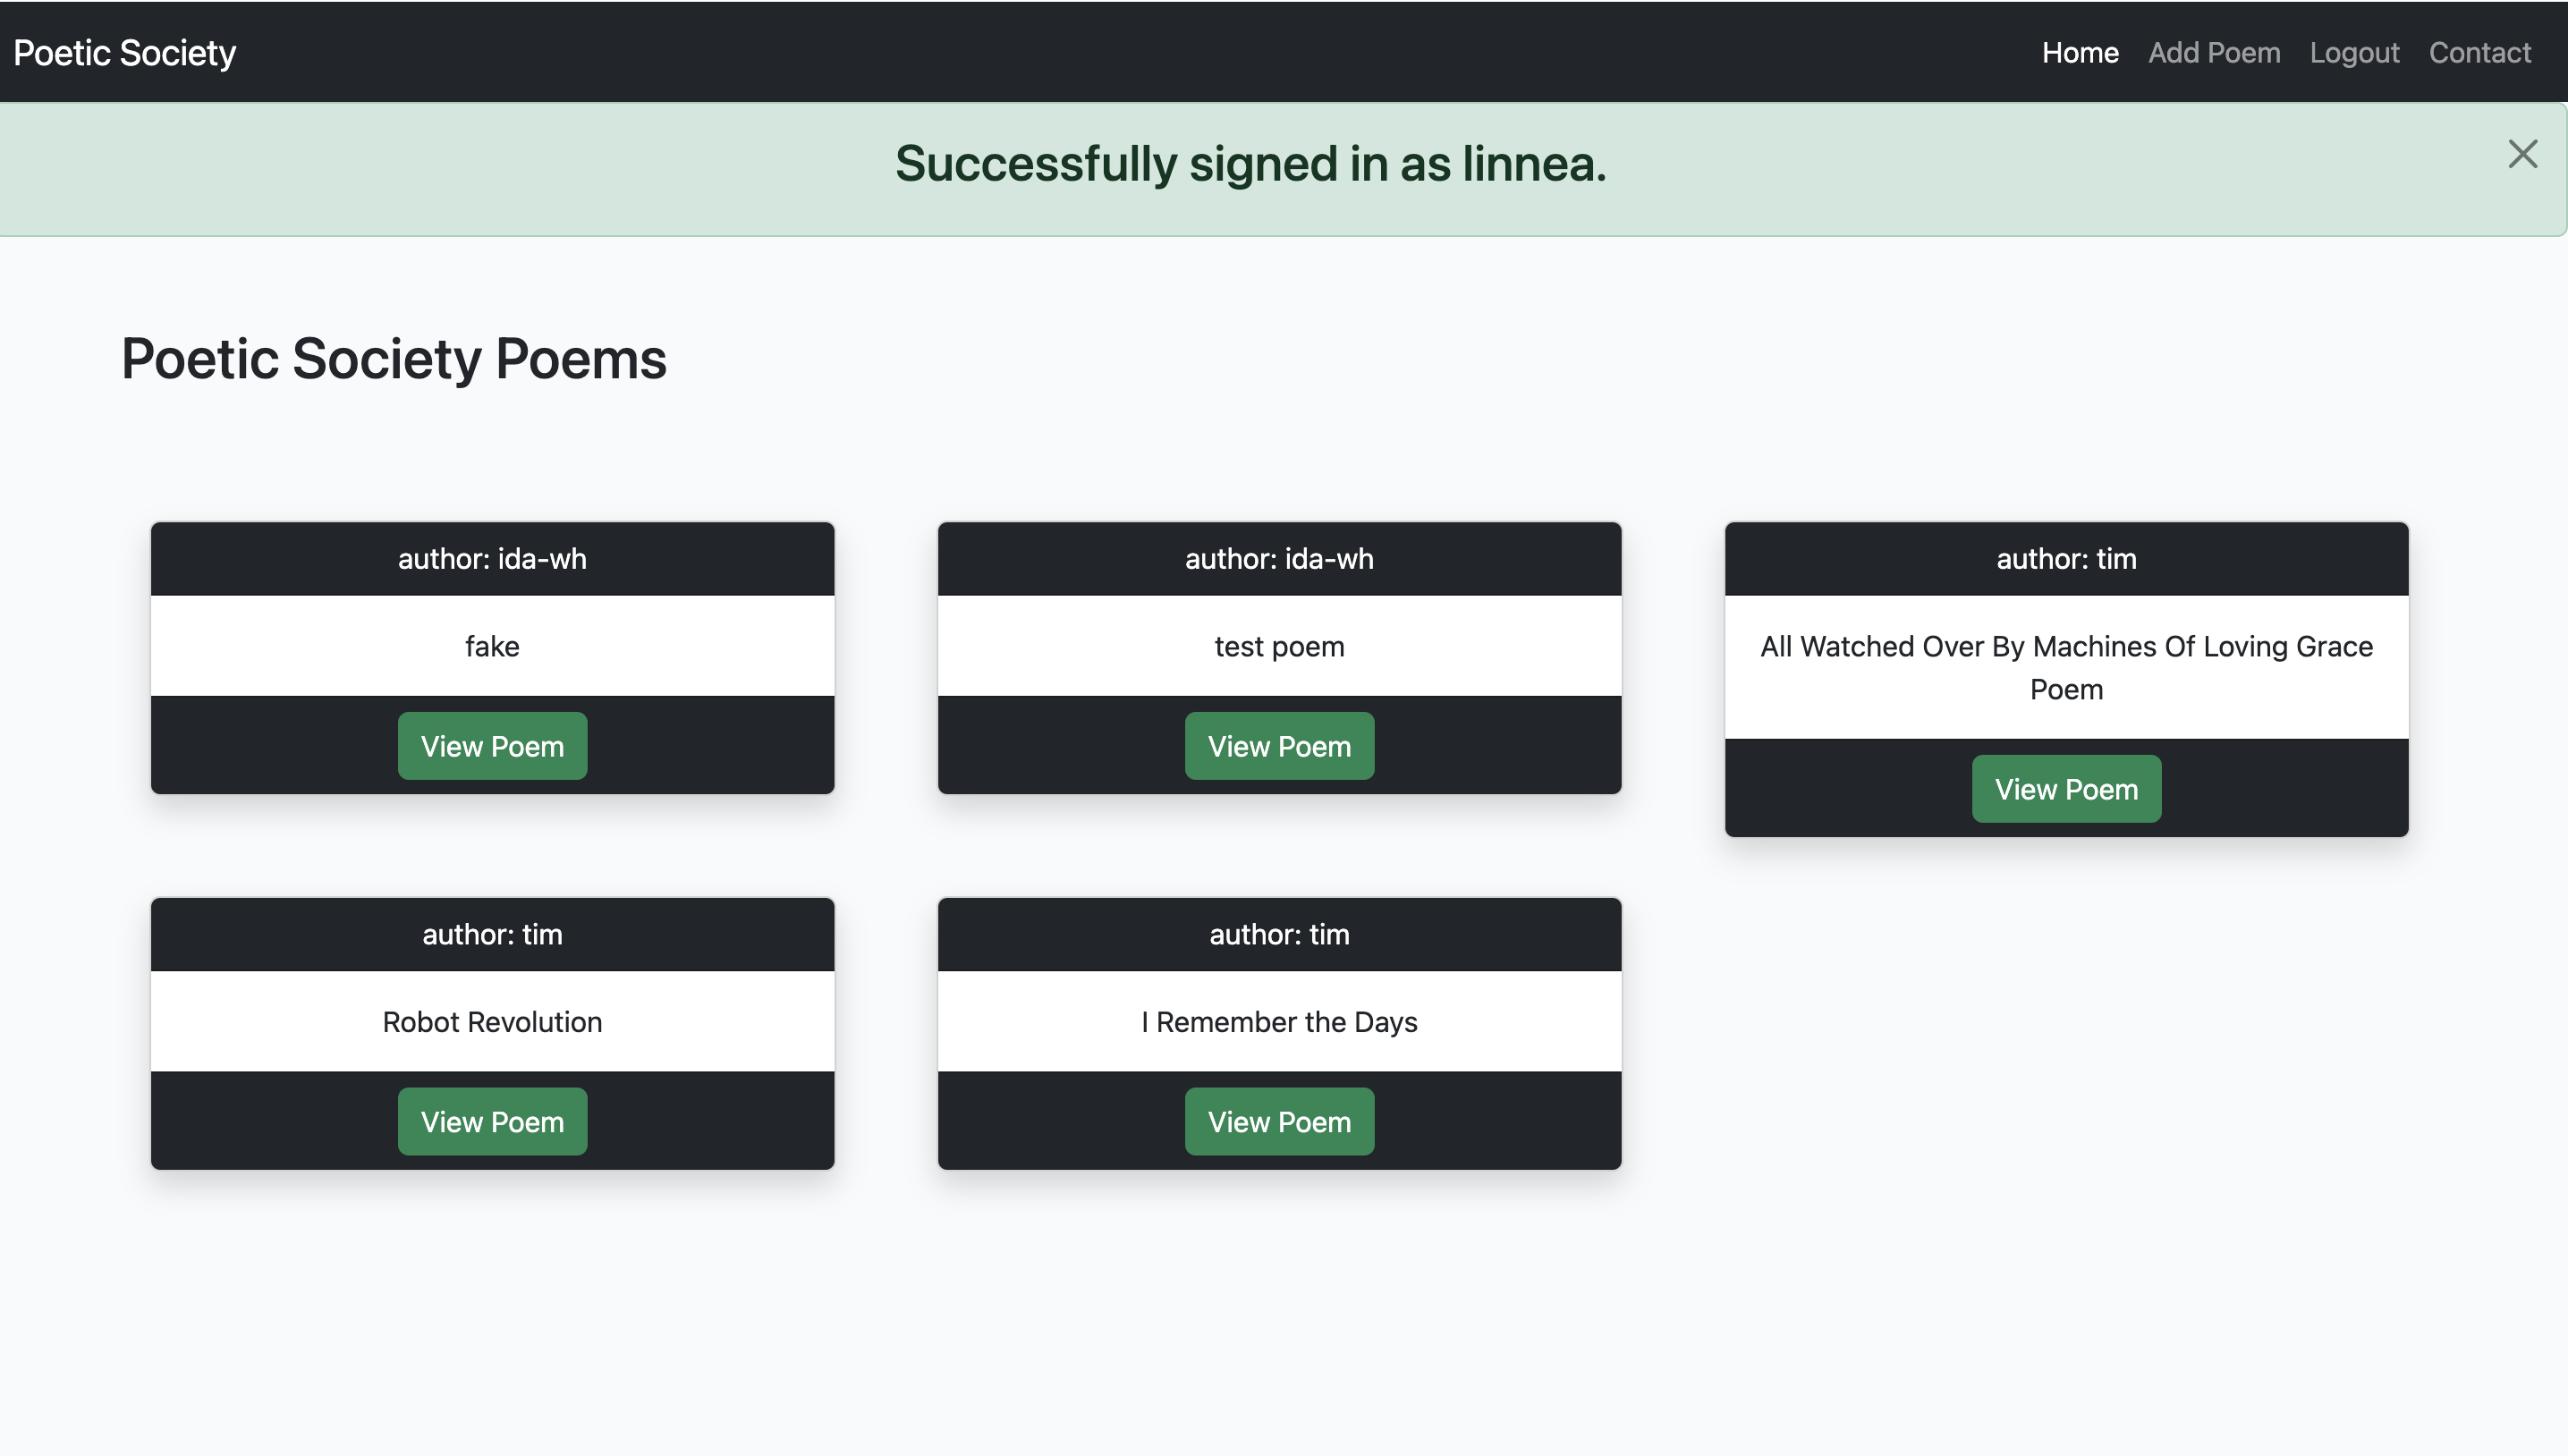 Poetic Society
Home Add Poem Logout Contact
Successfully signed in as linnea.
Poetic Society Poems
author: ida-wh
fake
View Poem
author: ida-wh
test poem
View Poem
author: tim
All Watched Over By Machines Of Loving Grace
Poem
View Poem
author: tim
Robot Revolution
View Poem
author: tim
I Remember the Days
View Poem